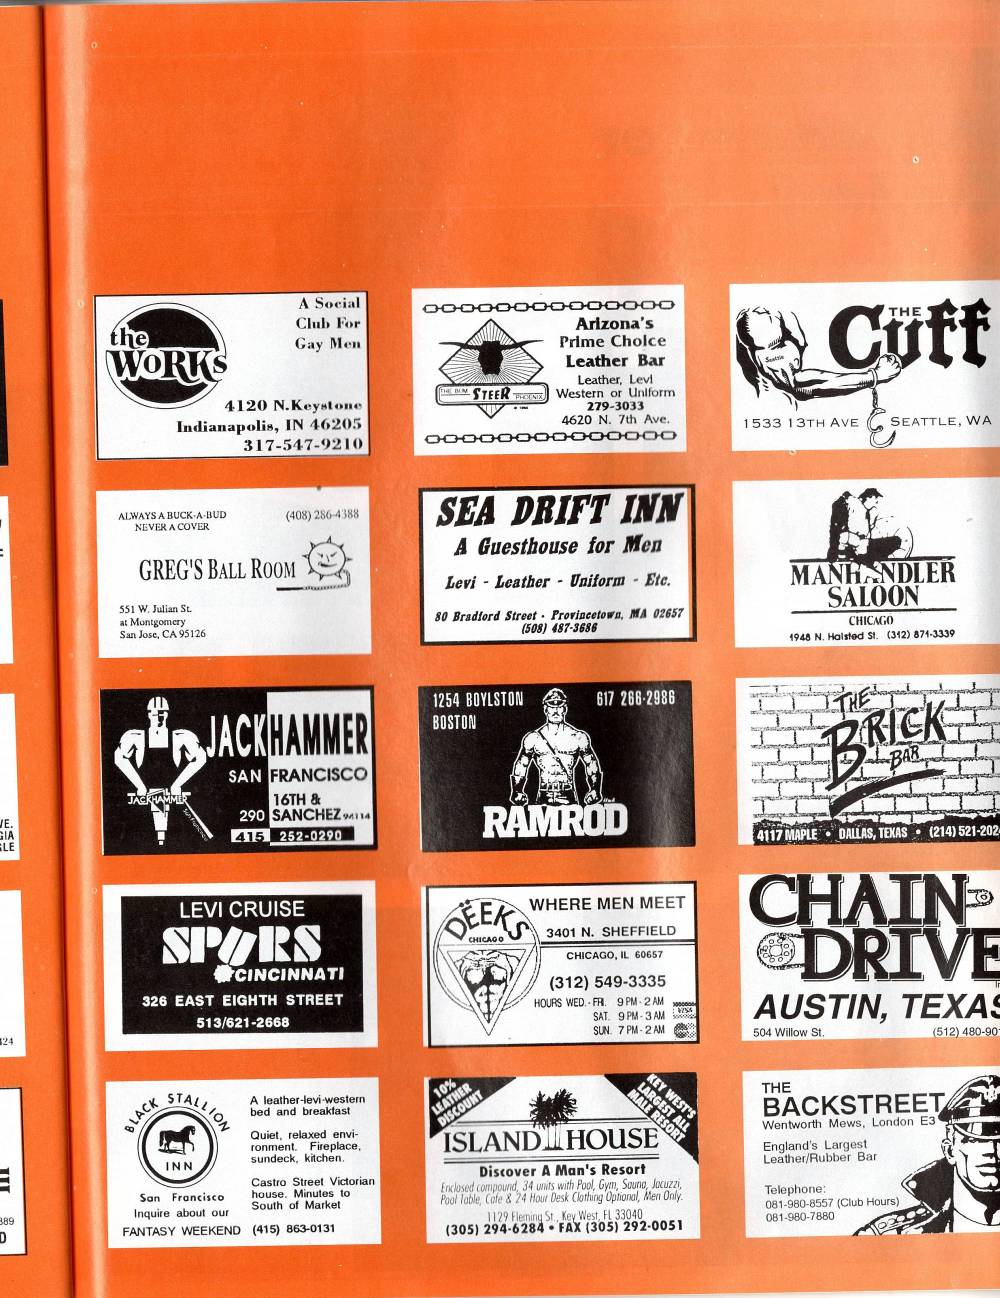 the
WORKS
A Social
Club For
Gay Men
4120 N.Keystone
Indianapolis, IN 46205
317-547-9210
Arizona's
Prime Choice
Leather Bar
Leather, Levi
Western or Uniform
279-3033
4620 N. 7th Ave.
THE BUM STEER PHOENIX
THE
CUFF
Seattle
1533 13TH AVE SEATTLE, WA
ALWAYS A BUCK-A-BUD
NEVER A COVER
(408) 286-4388
GREG'S BALL ROOM
551 W. Julian St.
at Montgomery
San Jose, CA 95126
SEA DRIFT INN
A Guesthouse for Men
Levi - Leather - Uniform - Etc.
80 Bradford Street - Provincetown, MA 02657
(508) 487-3686
MANHANDLER
SALOON
CHICAGO
1948 N. Halsted St. (312) 871-3339
JACKHAMMER
SAN FRANCISCO
16TH &
290 SANCHEZ 94114
415 252-0290
JACKHAMMER
1254 BOYLSTON
BOSTON
617 266-2986
RAMROD
THE
BRICK
BAR
4117 MAPLE • DALLAS, TEXAS • (214) 521-202
LEVI CRUISE
SPURS
CINCINNATI
326 EAST EIGHTH STREET
513/621-2668
DËEKS
CHICAGO
WHERE MEN MEET
3401 N. SHEFFIELD
CHICAGO, IL 60657
(312) 549-3335
HOURS WED. - FRI. 9 PM - 2 AM
SAT. 9 PM - 3 AM
SUN. 7 PM - 2 AM
VISA
CHAIN
DRIVE
AUSTIN, TEXAS
504 Willow St. (512) 480-901
BLACK STALLION
INN
San Francisco
Inquire about our
FANTASY WEEKEND
A leather-levi-western
bed and breakfast
Quiet, relaxed envi-
ronment. Fireplace,
sundeck, kitchen.
Castro Street Victorian
house. Minutes to
South of Market
(415) 863-0131
10%
LEATHER
DISCOUNT
KEY WEST'S
LARGEST ALL
MALE RESORT
ISLAND HOUSE
Discover A Man's Resort
Enclosed compound, 34 units with Pool, Gym, Sauna, Jacuzzi,
Pool Table, Cafe & 24 Hour Desk Clothing Optional, Men Only.
1129 Fleming St., Key West, FL 33040
(305) 294-6284 • FAX (305) 292-0051
THE
BACKSTREET
Wentworth Mews, London E3
England's Largest
Leather/Rubber Bar
Telephone:
081-980-8557 (Club Hours)
081-980-7880